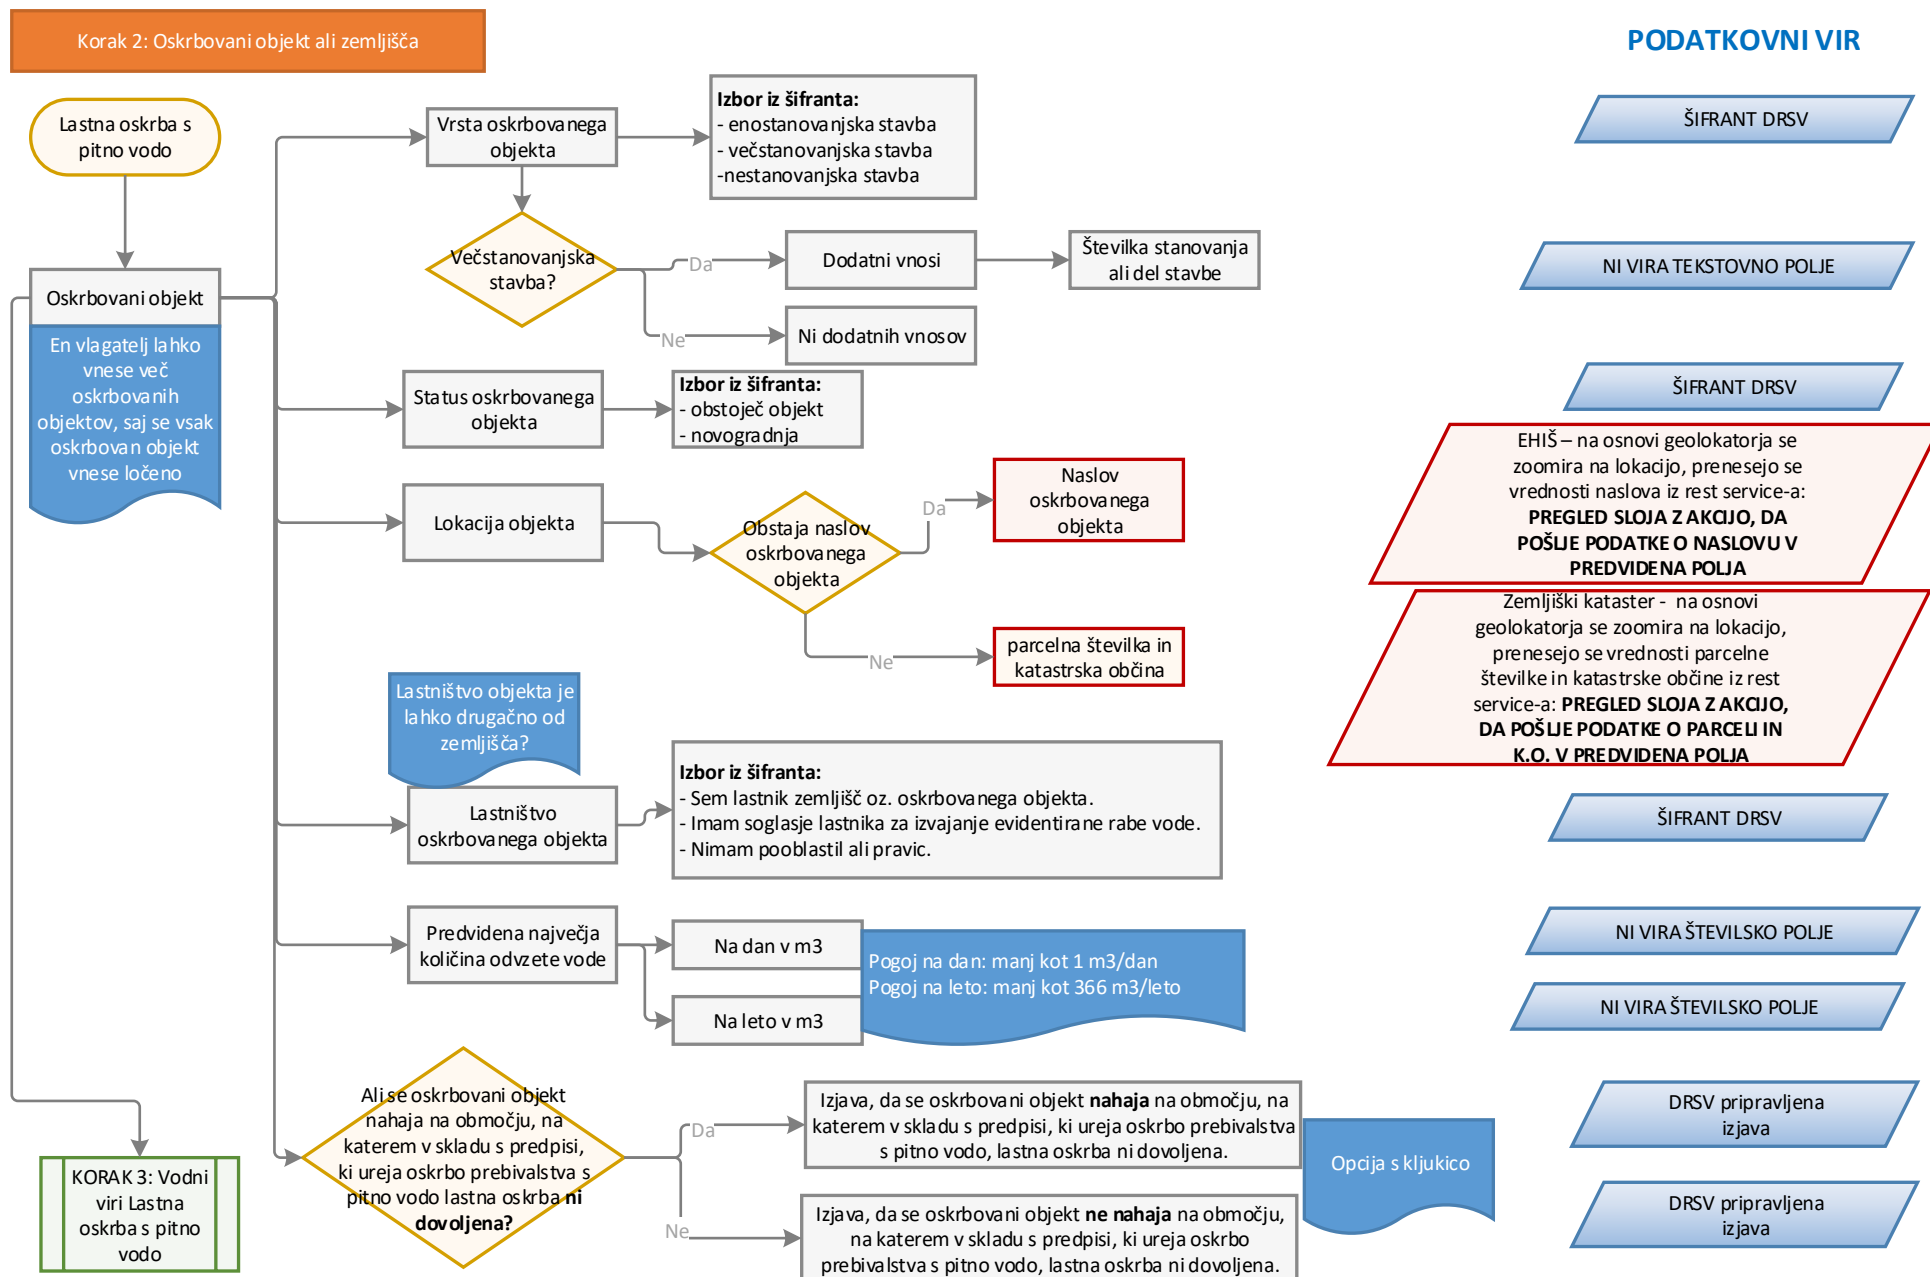 Korak 2: Oskrbovani objekt ali zemljišča
PODATKOVNI VIR
Lastna oskrba s
pitno vodo
Vrsta oskrbovanega
objekta
Izbor iz šifranta:
- enostanovanjska stavba
- večstanovanjska stavba
-nestanovanjska stavba
ŠIFRANT DRSV
Večstanovanjska
stavba?
Da
Dodatni vnosi
Številka stanovanja
ali del stavbe
NI VIRA TEKSTOVNO POLJE
Ne
Ni dodatnih vnosov
Oskrbovani objekt
En vlagatelj lahko
vnese več
oskrbovanih
objektov, saj se vsak
oskrbovan objekt
vnese ločeno
Status oskrbovanega
objekta
Izbor iz šifranta:
- obstoječ objekt
- novogradnja
ŠIFRANT DRSV
Lokacija objekta
Obstaja naslov
oskrbovanega
objekta
Da
Naslov
oskrbovanega
objekta
EHIŠ – na osnovi geolokatorja se
zoomira na lokacijo, prenesejo se
vrednosti naslova iz rest service-a:
PREGLED SLOJA Z AKCIJO, DA
POŠLJE PODATKE O NASLOVU V
PREDVIDENA POLJA
Ne
parcelna številka in
katastrska občina
Zemljiški kataster - na osnovi
geolokatorja se zoomira na lokacijo,
prenesejo se vrednosti parcelne
številke in katastrske občine iz rest
service-a: PREGLED SLOJA Z AKCIJO,
DA POŠLJE PODATKE O PARCELI IN
K.O. V PREDVIDENA POLJA
Lastništvo objekta je
lahko drugačno od
zemljišča?
Lastništvo
oskrbovanega objekta
Izbor iz šifranta:
- Sem lastnik zemljišč oz. oskrbovanega objekta.
- Imam soglasje lastnika za izvajanje evidentirane rabe vode.
- Nimam pooblastil ali pravic.
ŠIFRANT DRSV
Predvidena največja
količina odvzete vode
Na dan v m3
Na leto v m3
Pogoj na dan: manj kot 1 m3/dan
Pogoj na leto: manj kot 366 m3/leto
NI VIRA ŠTEVILSKO POLJE
NI VIRA ŠTEVILSKO POLJE
Ali se oskrbovani objekt
nahaja na območju, na
katerem v skladu s predpisi,
ki ureja oskrbo prebivalstva s
pitno vodo lastna oskrba ni
dovoljena?
Da
Izjava, da se oskrbovani objekt nahaja na območju, na
katerem v skladu s predpisi, ki ureja oskrbo prebivalstva
s pitno vodo, lastna oskrba ni dovoljena.
Opcija s kljukico
DRSV pripravljena
izjava
Ne
Izjava, da se oskrbovani objekt ne nahaja na območju,
na katerem v skladu s predpisi, ki ureja oskrbo
prebivalstva s pitno vodo, lastna oskrba ni dovoljena.
DRSV pripravljena
izjava
KORAK 3: Vodni
viri Lastna
oskrba s pitno
vodo